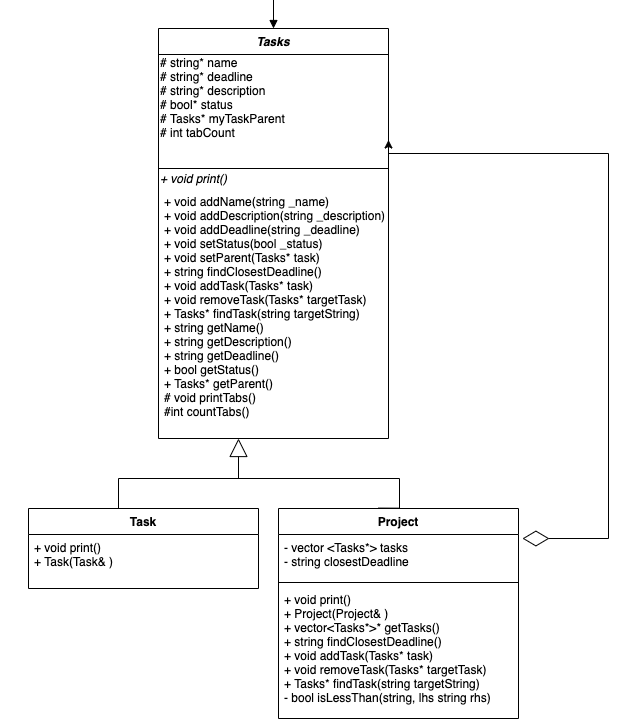 Tasks
# string* name
# string* deadline
# string* description
# bool* status
# Tasks* myTaskParent
# int tabCount
+ void print()
+ void addName(string _name)
+ void addDescription(string _description)
+ void addDeadline(string _deadline)
+ void setStatus(bool _status)
+ void setParent(Tasks* task)
+ string findClosestDeadline()
+ void addTask(Tasks* task)
+ void removeTask(Tasks* targetTask)
+ Tasks* findTask(string targetString)
+ string getName()
+ string getDescription()
+ string getDeadline()
+ bool getStatus()
+ Tasks* getParent()
# void printTabs()
#int countTabs()
Task
+ void print()
+ Task(Task& )
Project
- vector <Tasks*> tasks
- string closestDeadline
+ void print()
+ Project(Project& )
+ vector<Tasks*>* getTasks()
+ string findClosestDeadline()
+ void addTask(Tasks* task)
+ void removeTask(Tasks* targetTask)
+ Tasks* findTask(string targetString)
- bool isLessThan(string, lhs string rhs)